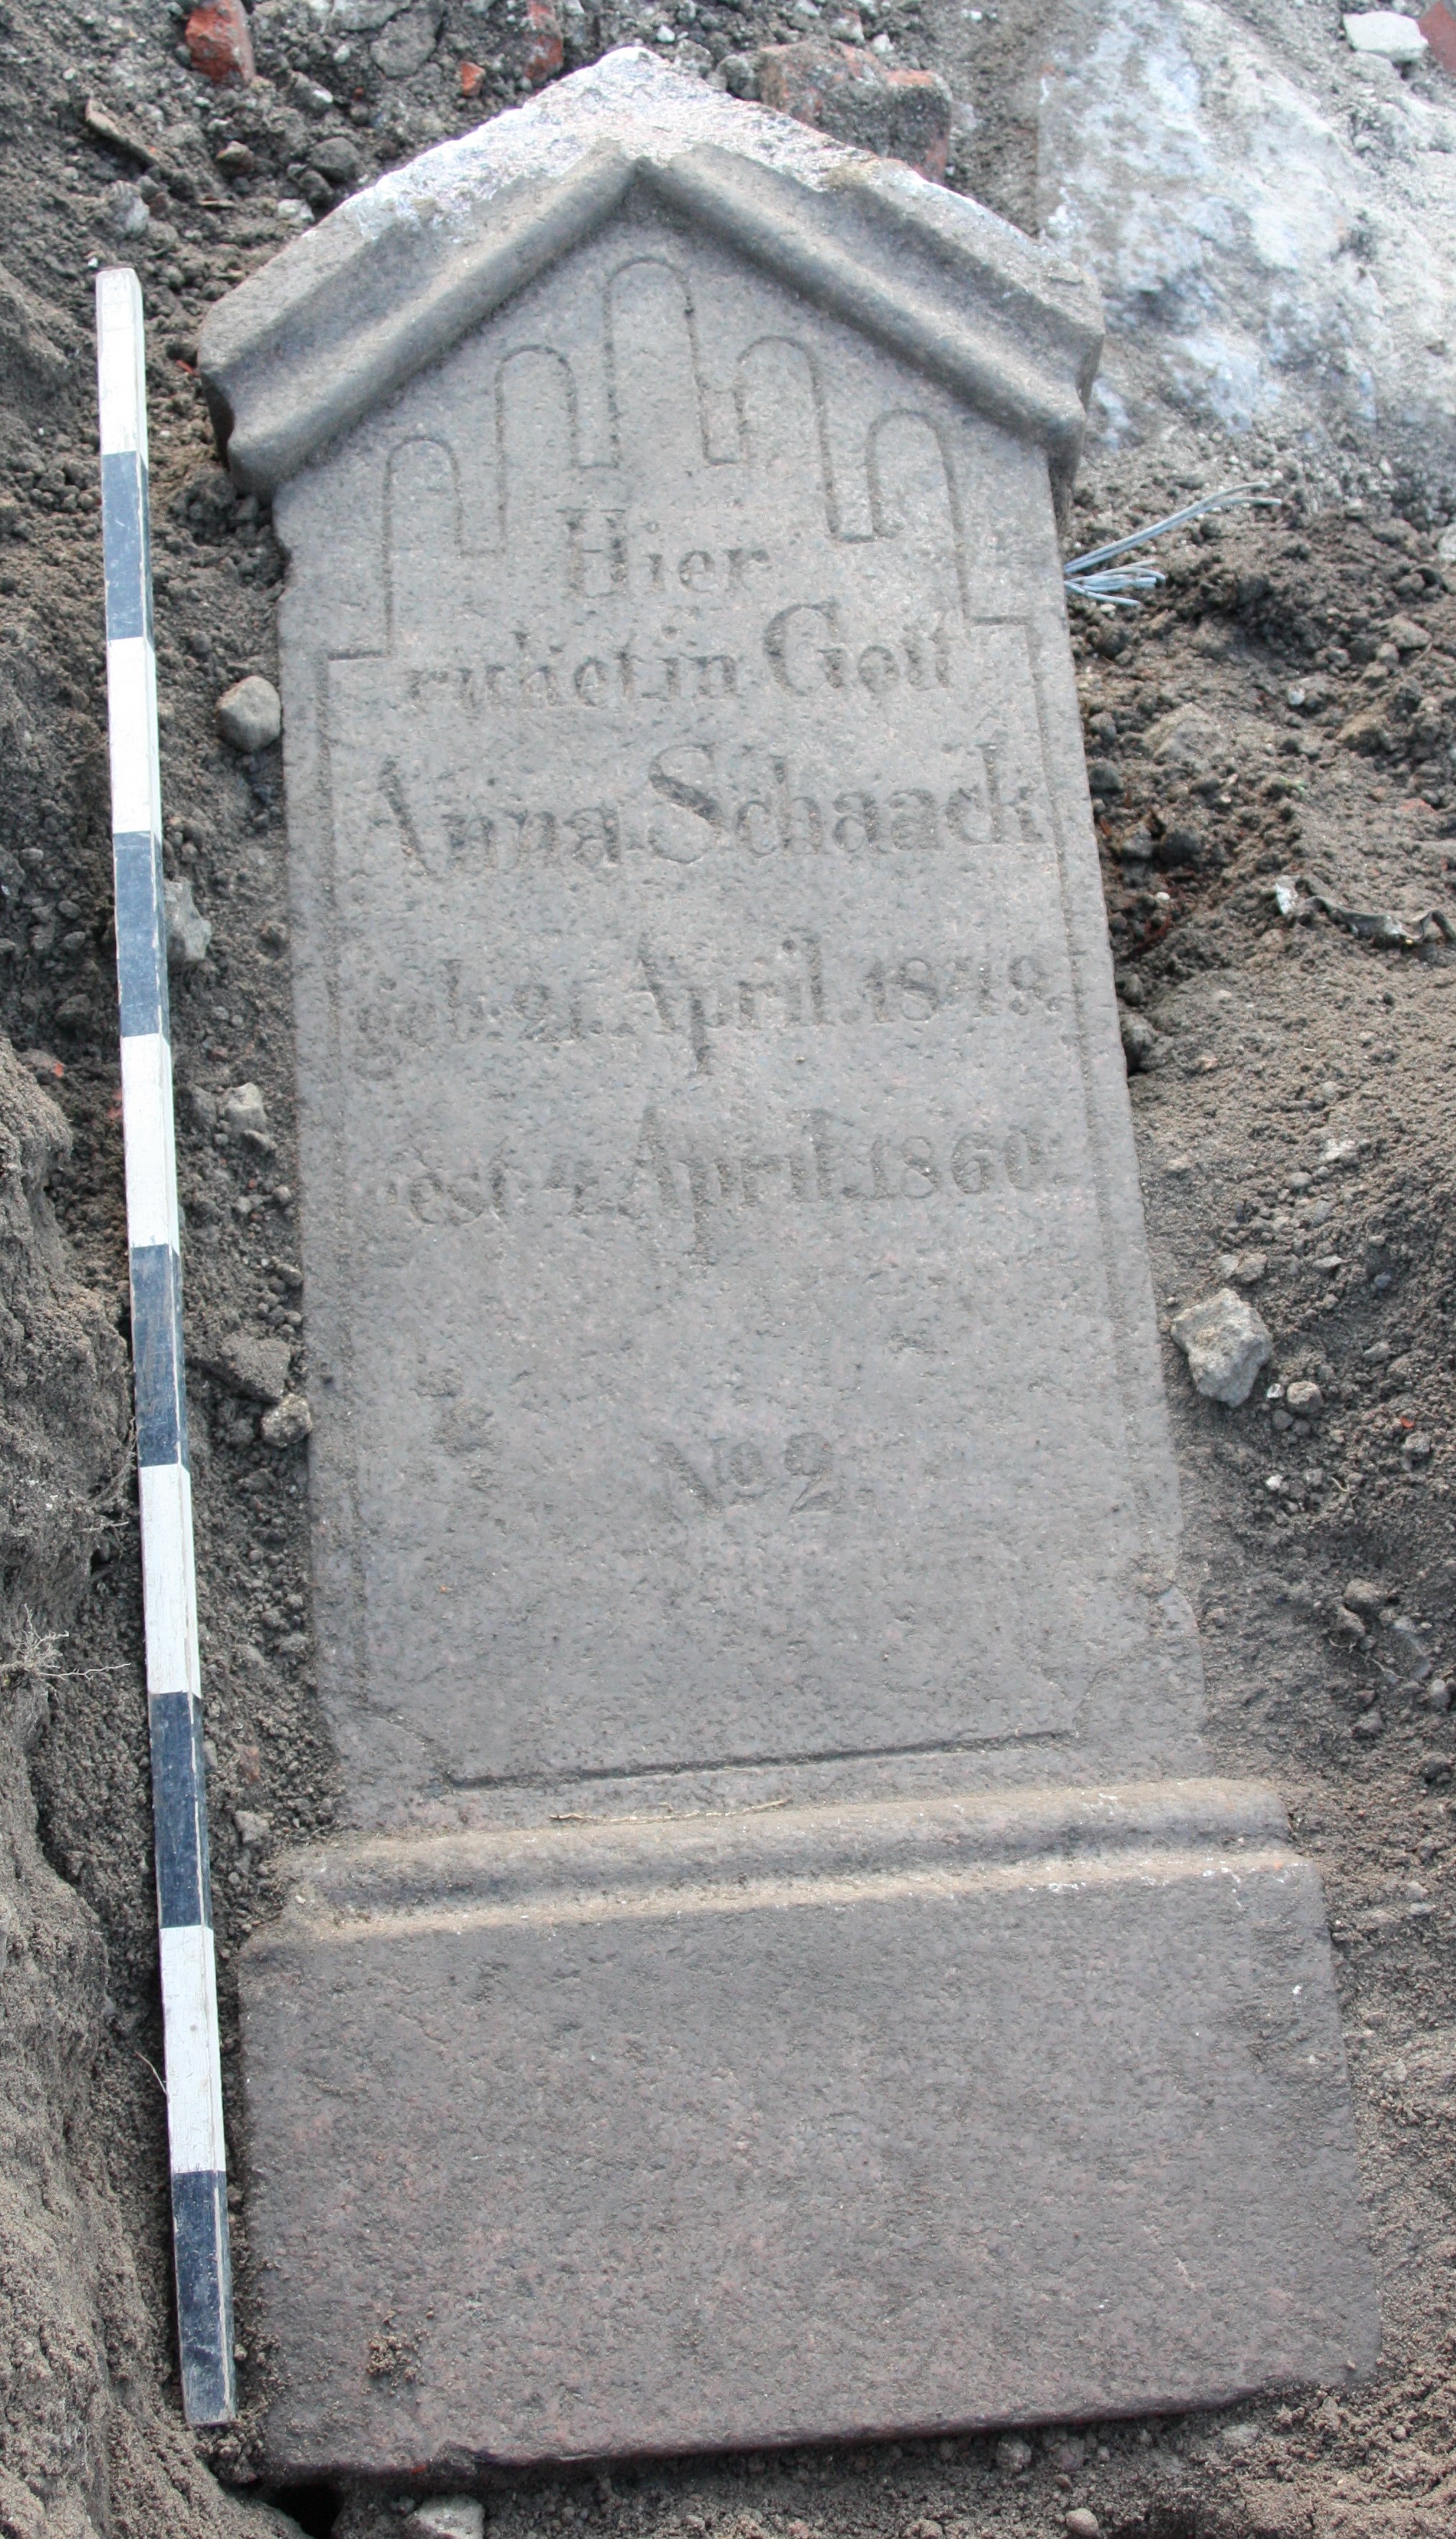 Hier
ruhet in Gott
Anna Schaack
geb. 21. April. 1849.
gest. 4. April. 1860.
No 2